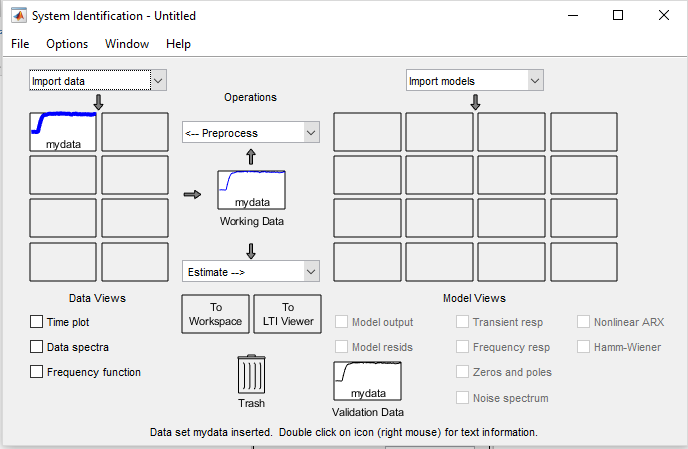 System Identification - Untitled
File Options Window Help
Import data
Import models
Operations
mydata
<-- Preprocess
mydata
Working Data
Estimate -->
Data Views
Model Views
To
Workspace
To
LTI Viewer
Time plot
Data spectra
Frequency function
Model output
Model resids
Transient resp
Frequency resp
Zeros and poles
Noise spectrum
Nonlinear ARX
Hamm-Wiener
Trash
mydata
Validation Data
Data set mydata inserted. Double click on icon (right mouse) for text information.